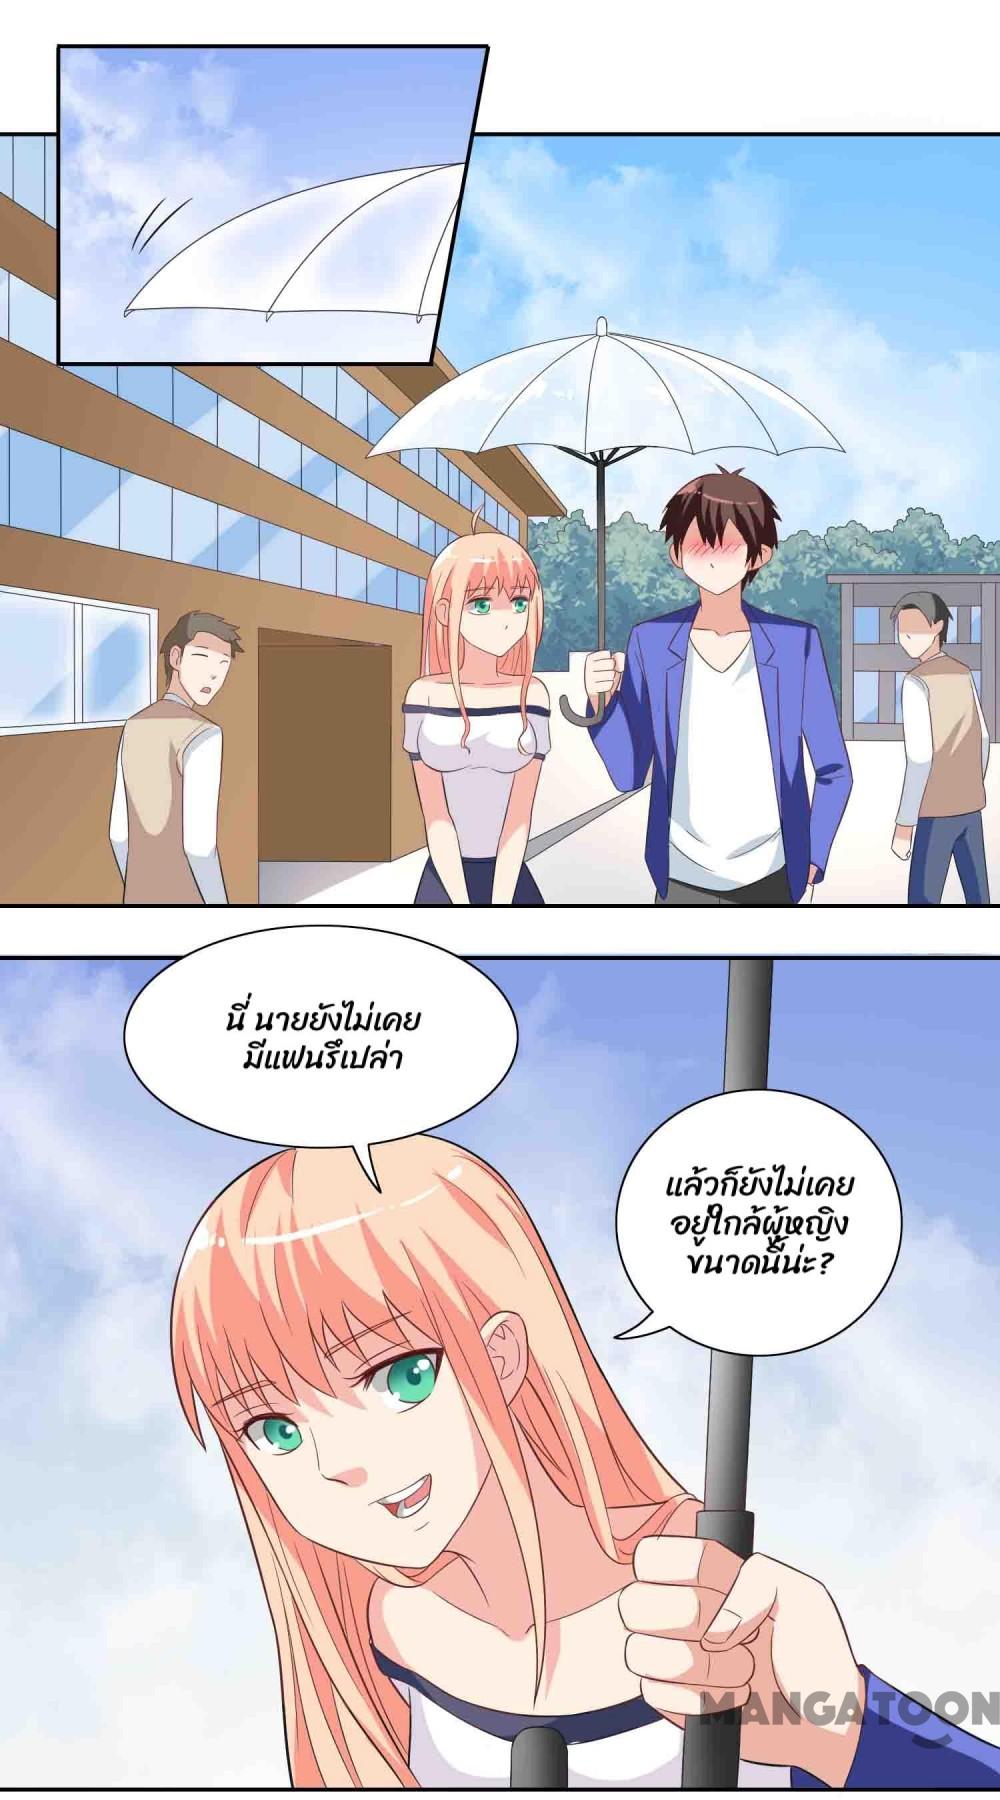 นี่ นายยังไม่เคย
มีแฟนรึเปล่า
แล้วก็ยังไม่เคย
อยู่ใกล้ผู้หญิง
ขนาดนี้น่ะ?
MANGATOON